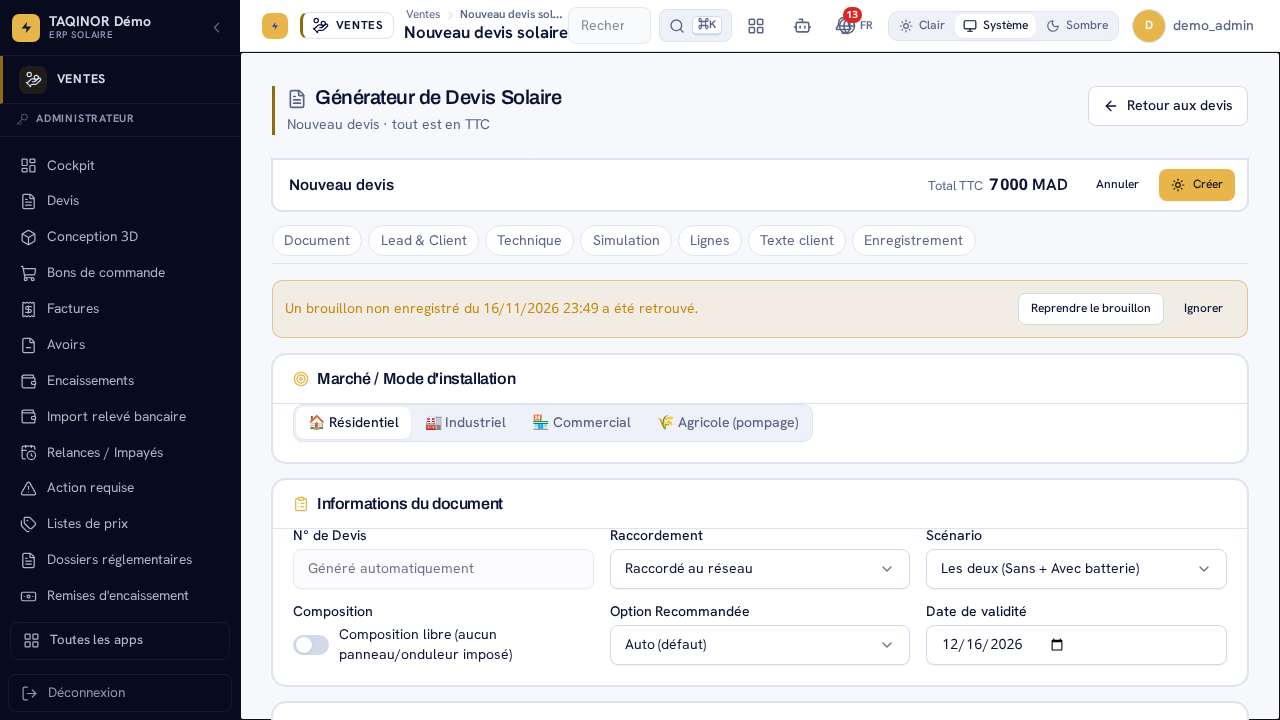 TAQINOR Démo
ERP SOLAIRE
VENTES
ADMINISTRATEUR
Cockpit
Devis
Conception 3D
Bons de commande
Factures
Avoirs
Encaissements
Import relevé bancaire
Relances / Impayés
Action requise
Listes de prix
Dossiers réglementaires
Remises d'encaissement
Toutes les apps
Déconnexion
VENTES
Ventes
Nouveau devis sol…
Nouveau devis solaire
Recher
⌘K
13
FR
Clair
Système
Sombre
D
demo_admin
Générateur de Devis Solaire
Nouveau devis · tout est en TTC
Retour aux devis
Nouveau devis
Total TTC 7 000 MAD
Annuler
Créer
Document
Lead & Client
Technique
Simulation
Lignes
Texte client
Enregistrement
Un brouillon non enregistré du 16/11/2026 23:49 a été retrouvé.
Reprendre le brouillon
Ignorer
Marché / Mode d'installation
Résidentiel
Industriel
Commercial
Agricole (pompage)
Informations du document
N° de Devis
Raccordement
Scénario
Généré automatiquement
Raccordé au réseau
Les deux (Sans + Avec batterie)
Composition
Option Recommandée
Date de validité
Composition libre (aucun
panneau/onduleur imposé)
Auto (défaut)
12/16/2026